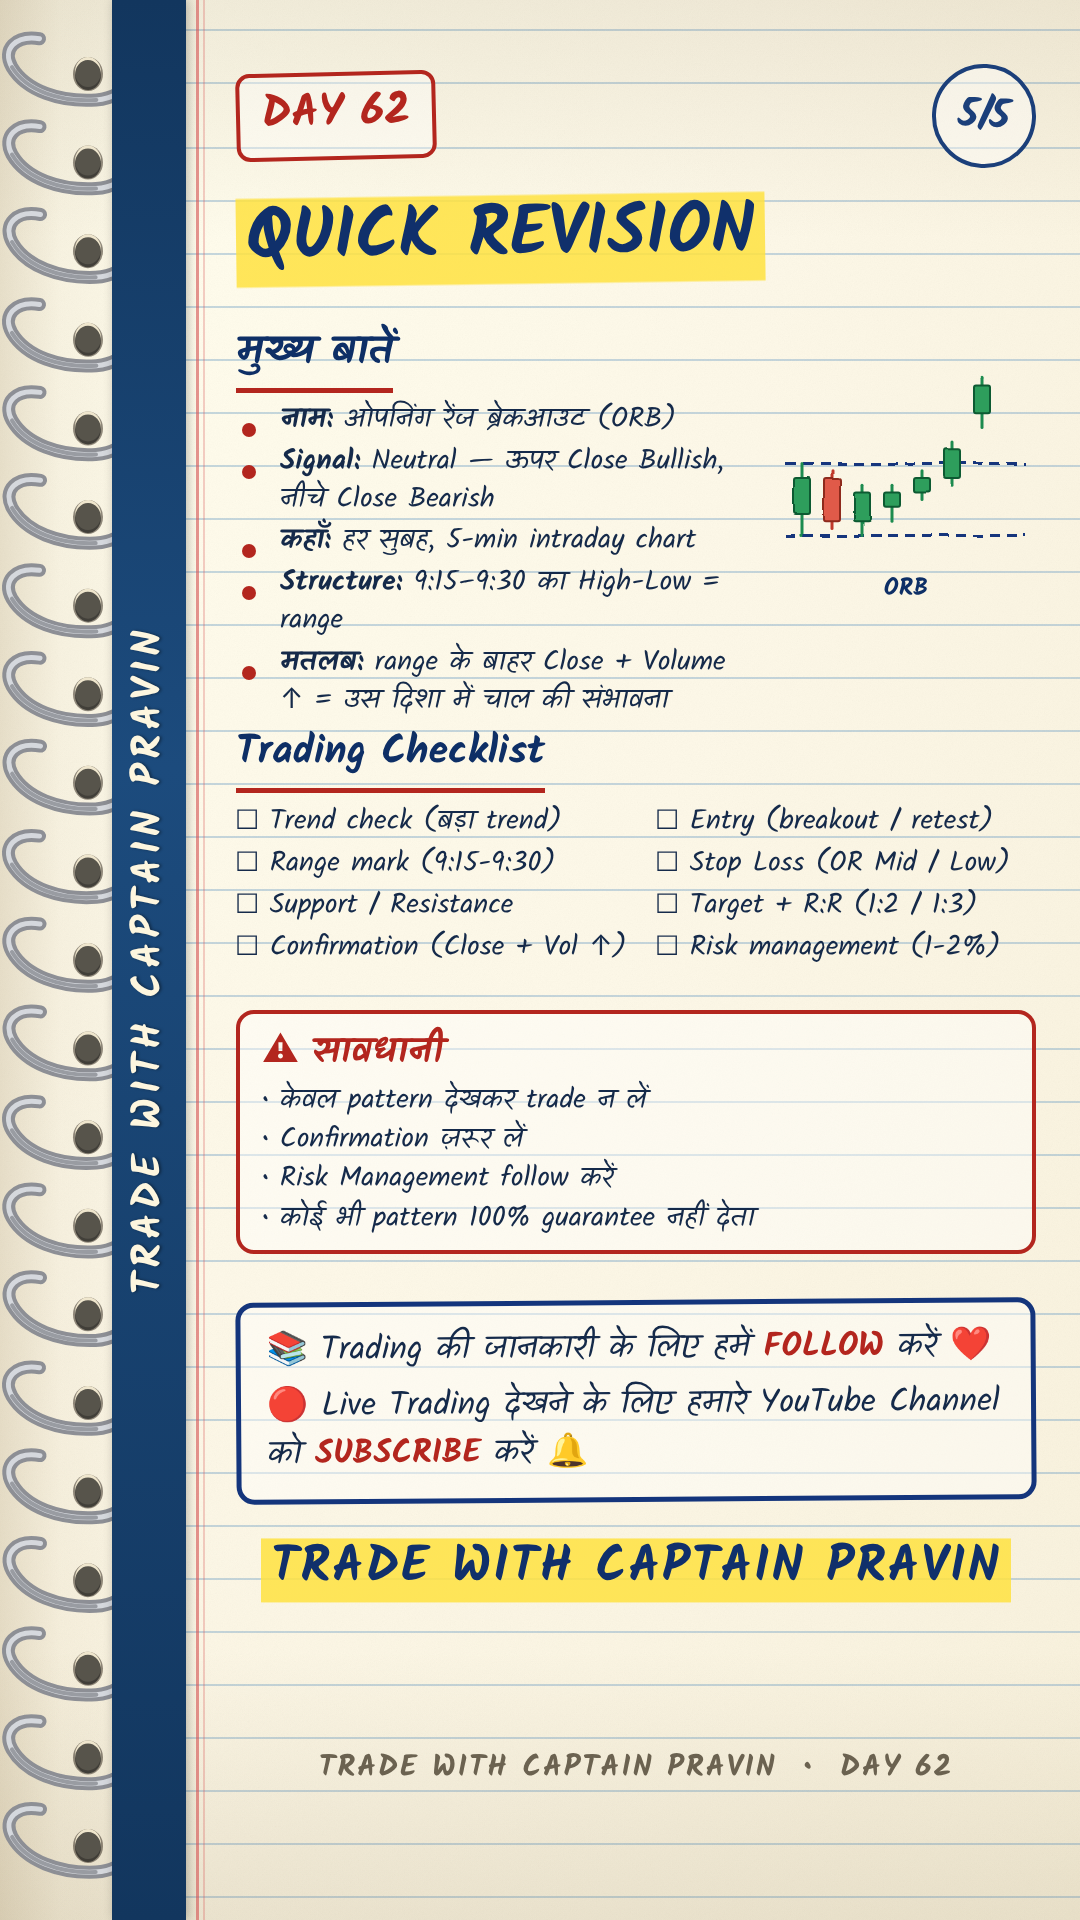 DAY 62
5/5
QUICK REVISION
मुख्य बातें
नाम: ओपनिंग रेंज ब्रेकआउट (ORB)
Signal: Neutral — ऊपर Close Bullish,
नीचे Close Bearish
कहाँ: हर सुबह, 5-min intraday chart
Structure: 9:15–9:30 का High-Low =
range
मतलब: range के बाहर Close + Volume
↑ = उस दिशा में चाल की संभावना
ORB
Trading Checklist
☐ Trend check (बड़ा trend)
☐ Entry (breakout / retest)
☐ Range mark (9:15-9:30)
☐ Stop Loss (OR Mid / Low)
☐ Support / Resistance
☐ Target + R:R (1:2 / 1:3)
☐ Confirmation (Close + Vol ↑)
☐ Risk management (1-2%)
⚠ सावधानी
· केवल pattern देखकर trade न लें
· Confirmation ज़रूर लें
· Risk Management follow करें
· कोई भी pattern 100% guarantee नहीं देता
📚 Trading की जानकारी के लिए हमें FOLLOW करें ❤️
🔴 Live Trading देखने के लिए हमारे YouTube Channel
को SUBSCRIBE करें 🔔
TRADE WITH CAPTAIN PRAVIN
TRADE WITH CAPTAIN PRAVIN · DAY 62
TRADE WITH CAPTAIN PRAVIN